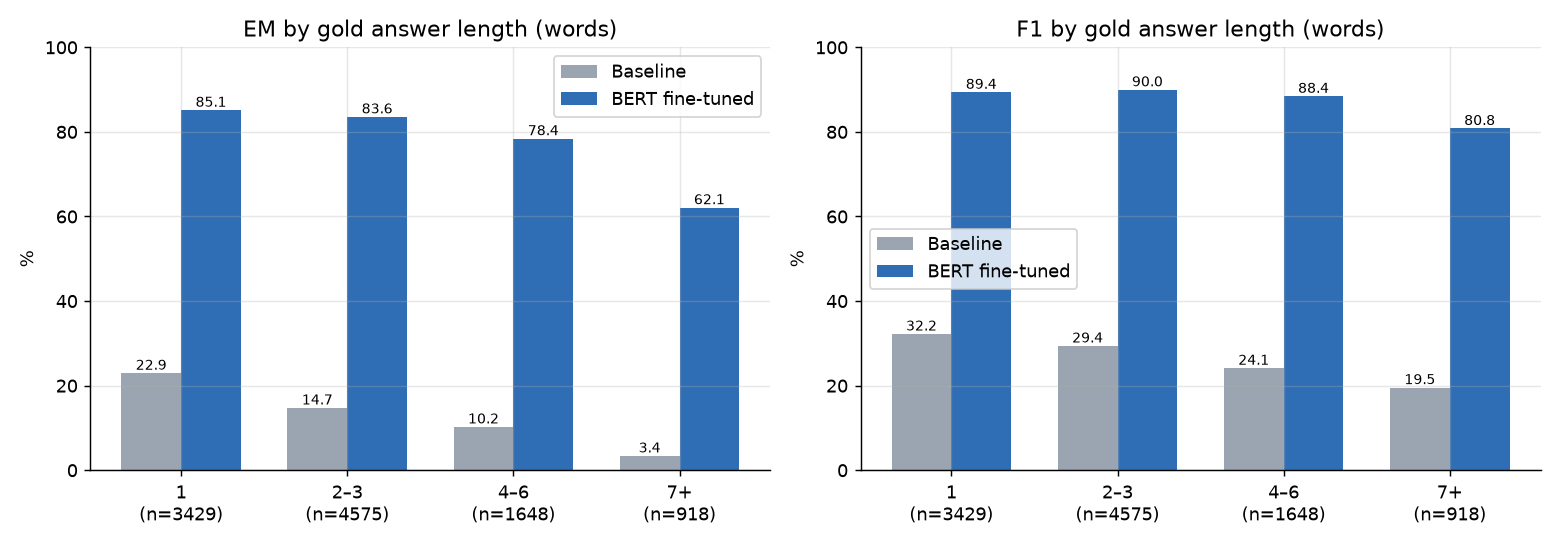 EM by gold answer length (words)
100
80
60
40
20
0
%
Baseline
BERT fine-tuned
22.9
85.1
14.7
83.6
10.2
78.4
3.4
62.1
1
(n=3429)
2–3
(n=4575)
4–6
(n=1648)
7+
(n=918)
F1 by gold answer length (words)
100
80
60
40
20
0
%
Baseline
BERT fine-tuned
32.2
89.4
29.4
90.0
24.1
88.4
19.5
80.8
1
(n=3429)
2–3
(n=4575)
4–6
(n=1648)
7+
(n=918)